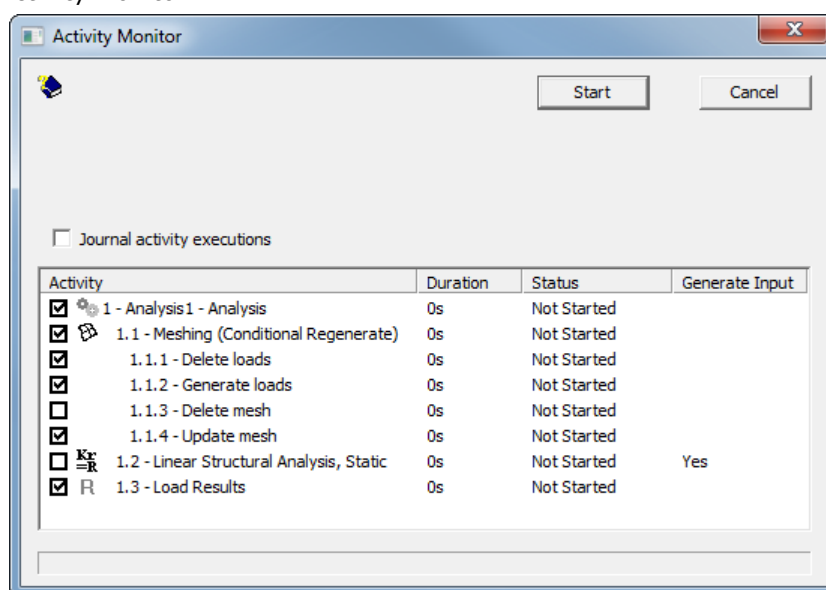 Activity Monitor
Start Cancel
Journal activity executions
Activity Duration Status Generate Input
1 - Analysis1 - Analysis 0s Not Started
1.1 - Meshing (Conditional Regenerate) 0s Not Started
1.1.1 - Delete loads 0s Not Started
1.1.2 - Generate loads 0s Not Started
1.1.3 - Delete mesh 0s Not Started
1.1.4 - Update mesh 0s Not Started
Kr =R 1.2 - Linear Structural Analysis, Static 0s Not Started Yes
R 1.3 - Load Results 0s Not Started